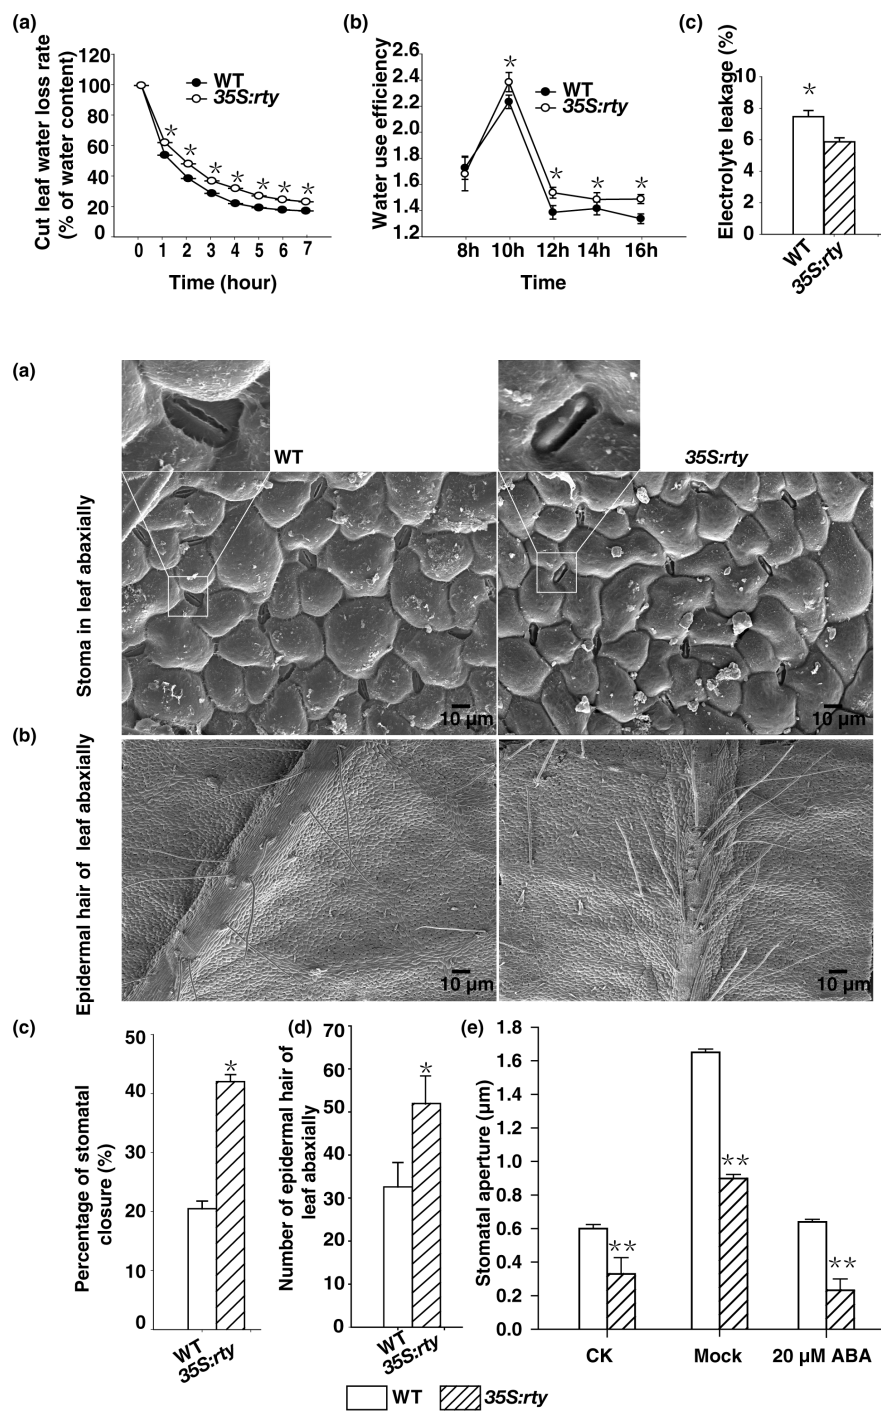 (a)
Cut leaf water loss rate
(% of water content)
120
100
80
60
40
20
0
WT
35S:rty
*
*
*
*
*
*
*
0 1 2 3 4 5 6 7
Time (hour)
(b)
Water use efficiency
2.6
2.4
2.2
2.0
1.8
1.6
1.4
1.2
WT
35S:rty
*
*
*
*
8h 10h 12h 14h 16h
Time
(c)
Electrolyte leakage (%)
10
8
6
4
2
0
*
WT
35S:rty
(a)
WT
35S:rty
Stoma in leaf abaxially
10 µm
10 µm
(b)
Epidermal hair of leaf abaxially
10 µm
10 µm
(c)
Percentage of stomatal
closure (%)
50
40
30
20
10
0
*
WT
35S:rty
(d)
Number of epidermal hair of
leaf abaxially
70
60
50
40
30
20
10
0
*
WT
35S:rty
(e)
Stomatal aperture (µm)
1.8
1.6
1.4
1.2
1.0
0.8
0.6
0.4
0.2
0.0
**
**
**
CK Mock 20 µM ABA
WT 35S:rty